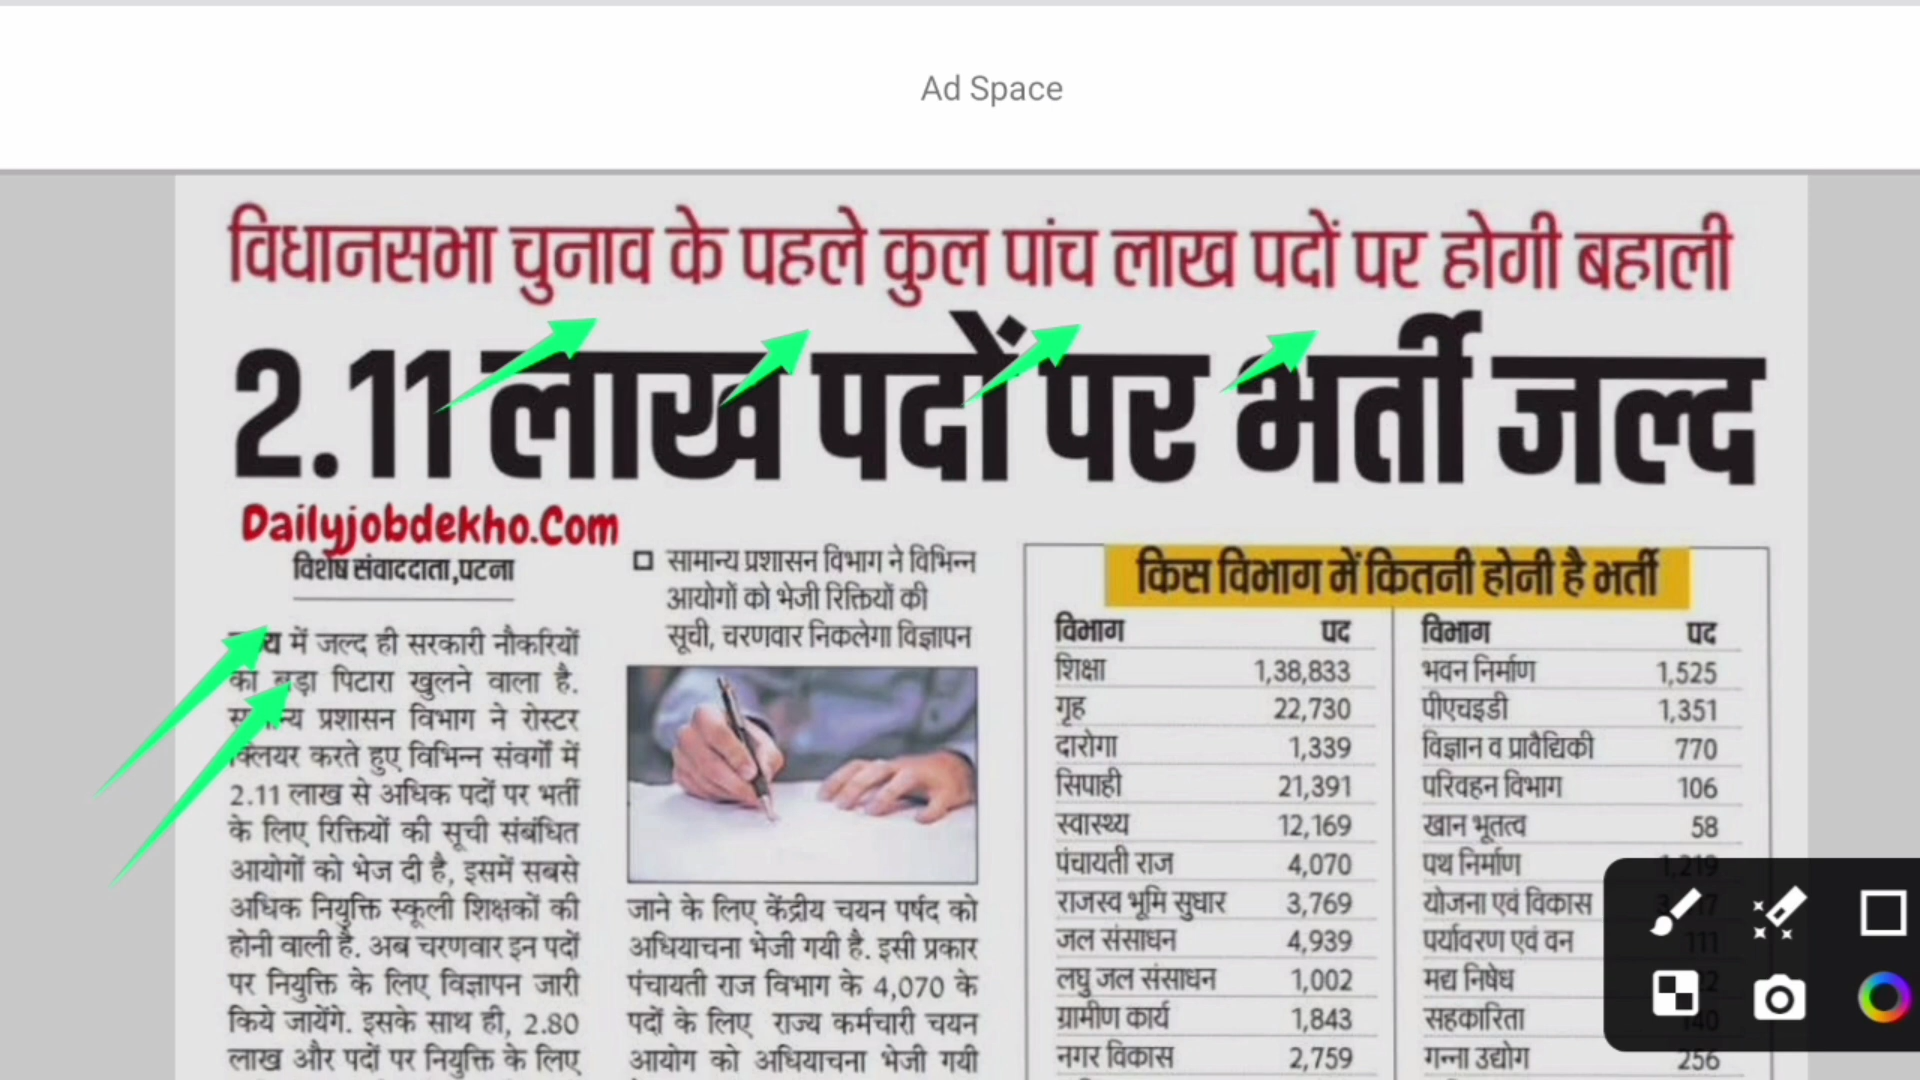 Ad Space
विधानसभा चुनाव के पहले कुल पांच लाख पदों पर होगी बहाली
2.11 लाख पदों पर भर्ती जल्द
Dailyjobdekho.Com
विशेष संवाददाता,पटना
में जल्द ही सरकारी नौकरियों
का बड़ा पिटारा खुलने वाला है.
प्रशासन विभाग ने रोस्टर
क्लियर करते हुए विभिन्न संवर्गों में
2.11 लाख से अधिक पदों पर भर्ती
के लिए रिक्तियों की सूची संबंधित
आयोगों को भेज दी है, इसमें सबसे
अधिक नियुक्ति स्कूली शिक्षकों की
होनी वाली है. अब चरणवार इन पदों
पर नियुक्ति के लिए विज्ञापन जारी
किये जायेंगे. इसके साथ ही, 2.80
लाख और पदों पर नियुक्ति के लिए
सामान्य प्रशासन विभाग ने विभिन्न
आयोगों को भेजी रिक्तियों की
सूची, चरणवार निकलेगा विज्ञापन
जाने के लिए केंद्रीय चयन पर्षद को
अधियाचना भेजी गयी है. इसी प्रकार
पंचायती राज विभाग के 4,070 के
पदों के लिए राज्य कर्मचारी चयन
आयोग को अधियाचना भेजी गयी
किस विभाग में कितनी होनी है भर्ती
विभाग पद
शिक्षा 1,38,833
गृह 22,730
दारोगा 1,339
सिपाही 21,391
स्वास्थ्य 12,169
पंचायती राज 4,070
राजस्व भूमि सुधार 3,769
जल संसाधन 4,939
लघु जल संसाधन 1,002
ग्रामीण कार्य 1,843
नगर विकास 2,759
विभाग पद
भवन निर्माण 1,525
पीएचइडी 1,351
विज्ञान व प्रावैद्यिकी 770
परिवहन विभाग 106
खान भूतत्व 58
पथ निर्माण 1,219
योजना एवं विकास
पर्यावरण एवं वन 111
मद्य निषेध
सहकारिता
गन्ना उद्योग 256